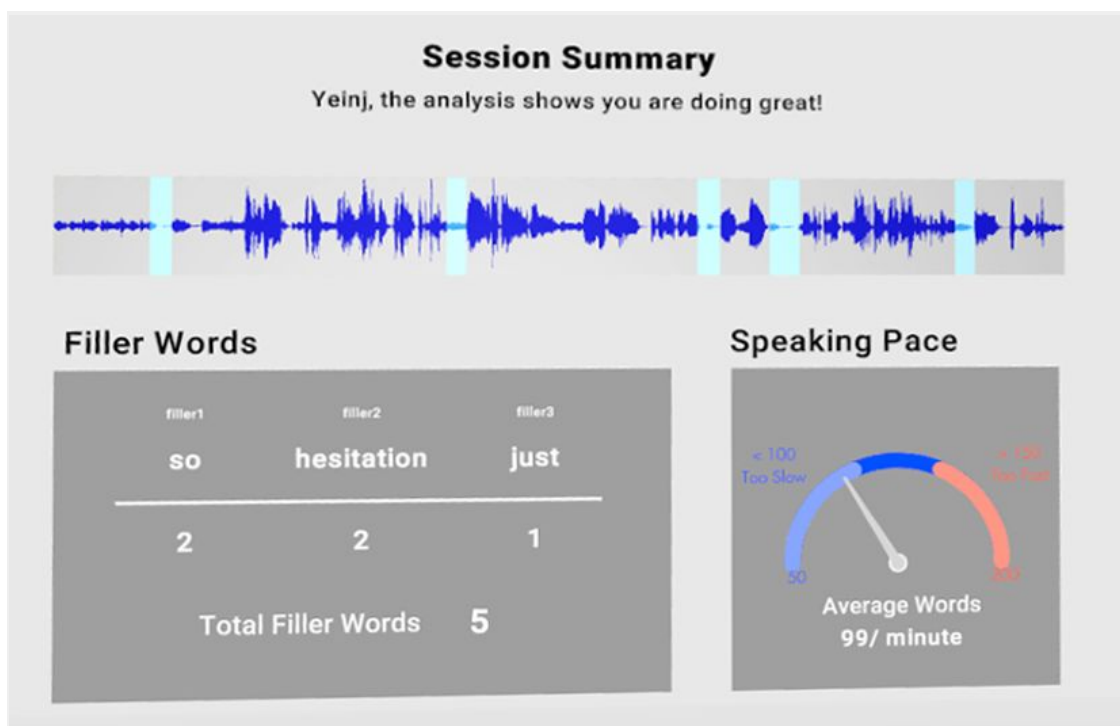 Session Summary
Yeinj, the analysis shows you are doing great!
Filler Words
filler1 filler2 filler3
so hesitation just
2 2 1
Total Filler Words 5
Speaking Pace
< 100
Too Slow
> 150
Too Fast
50
200
Average Words
99/ minute